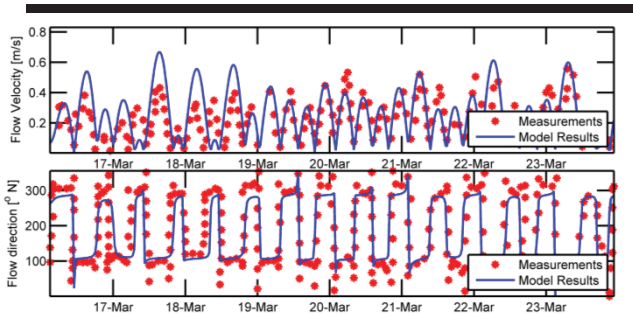 0.8
0.6
0.4
0.2
Flow Velocity [m/s]
Measurements
Model Results
17-Mar 18-Mar 19-Mar 20-Mar 21-Mar 22-Mar 23-Mar
300
200
100
Flow direction [° N]
Measurements
Model Results
17-Mar 18-Mar 19-Mar 20-Mar 21-Mar 22-Mar 23-Mar